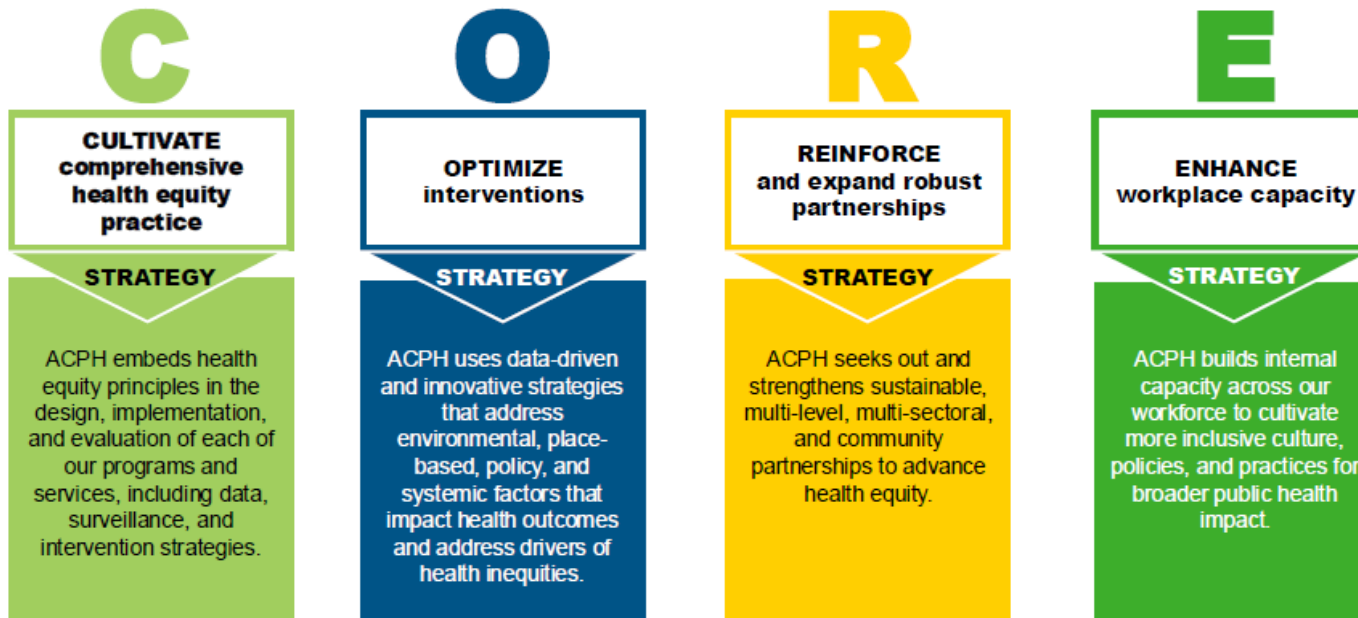 C
CULTIVATE
comprehensive
health equity
practice
STRATEGY
ACPH embeds health
equity principles in the
design, implementation,
and evaluation of each of
our programs and
services, including data,
surveillance, and
intervention strategies.
O
OPTIMIZE
interventions
STRATEGY
ACPH uses data-driven
and innovative strategies
that address
environmental, place-
based, policy, and
systemic factors that
impact health outcomes
and address drivers of
health inequities.
R
REINFORCE
and expand robust
partnerships
STRATEGY
ACPH seeks out and
strengthens sustainable,
multi-level, multi-sectoral,
and community
partnerships to advance
health equity.
E
ENHANCE
workplace capacity
STRATEGY
ACPH builds internal
capacity across our
workforce to cultivate
more inclusive culture,
policies, and practices for
broader public health
impact.